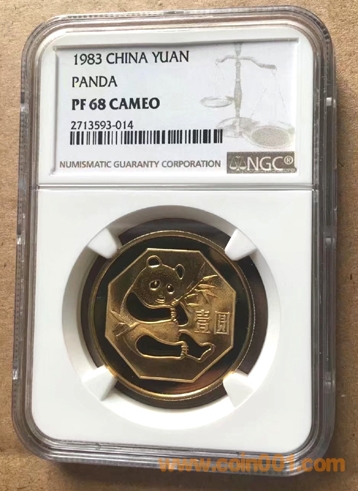 1983 CHINA YUAN
PANDA
PF 68 CAMEO
2713593-014
NUMISMATIC GUARANTY CORPORATION
NGC®
壹圆
www.coin001.com